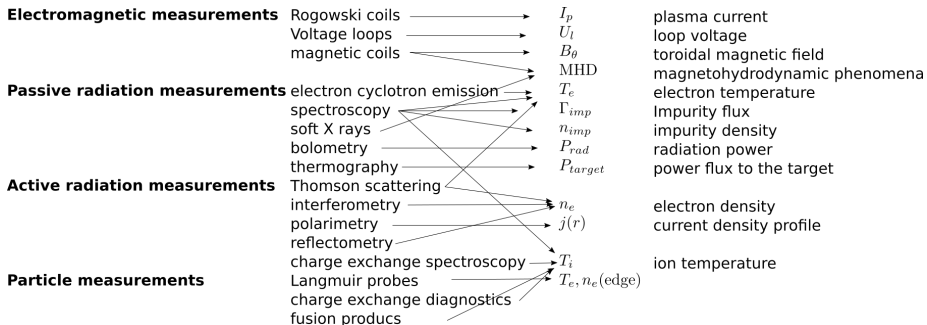 Electromagnetic measurements Rogowski coils I_p plasma current
Voltage loops U_l loop voltage
magnetic coils B_θ toroidal magnetic field
MHD magnetohydrodynamic phenomena
Passive radiation measurements electron cyclotron emission T_e electron temperature
spectroscopy Γ_imp Impurity flux
soft X rays n_imp impurity density
bolometry P_rad radiation power
thermography P_target power flux to the target
Active radiation measurements Thomson scattering
interferometry n_e electron density
polarimetry j(r) current density profile
reflectometry
charge exchange spectroscopy T_i ion temperature
Particle measurements Langmuir probes T_e, n_e(edge)
charge exchange diagnostics
fusion producs